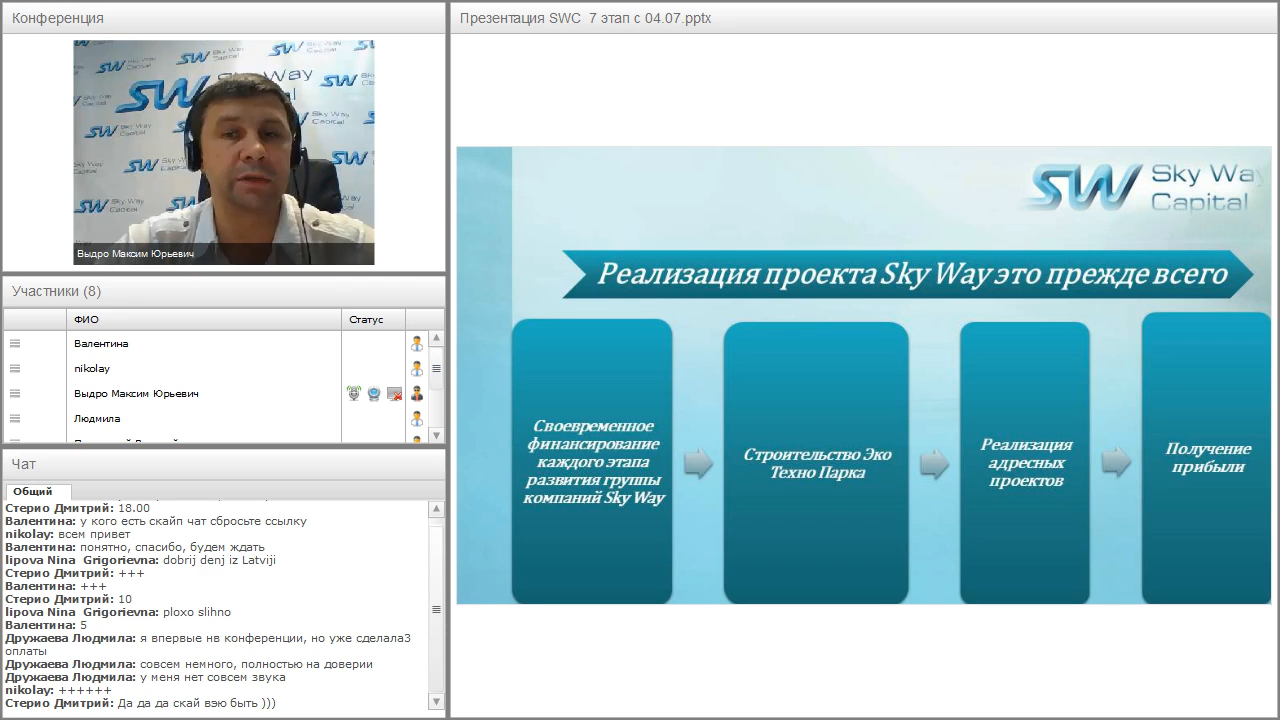 Конференция
SW Sky Way Capital
Выдро Максим Юрьевич
Участники (8)
ФИО Статус
Валентина
nikolay
Выдро Максим Юрьевич
Людмила
Чат
Общий
Стерио Дмитрий: 18.00
Валентина: у кого есть скайп чат сбросьте ссылку
nikolay: всем привет
Валентина: понятно, спасибо, будем ждать
lipova Nina Grigorievna: dobrij denj iz Latviji
Стерио Дмитрий: +++
Валентина: +++
Стерио Дмитрий: 10
lipova Nina Grigorievna: ploxo slihno
Валентина: 5
Дружаева Людмила: я впервые нв конференции, но уже сделала3
оплаты
Дружаева Людмила: совсем немного, полностью на доверии
Дружаева Людмила: у меня нет совсем звука
nikolay: ++++++
Стерио Дмитрий: Да да да скай вэю быть )))
Презентация SWC 7 этап с 04.07.pptx
SW Sky Way
Capital
Реализация проекта Sky Way это прежде всего
Своевременное
финансирование
каждого этапа
развития группы
компаний Sky Way
Строительство Эко
Техно Парка
Реализация
адресных
проектов
Получение
прибыли